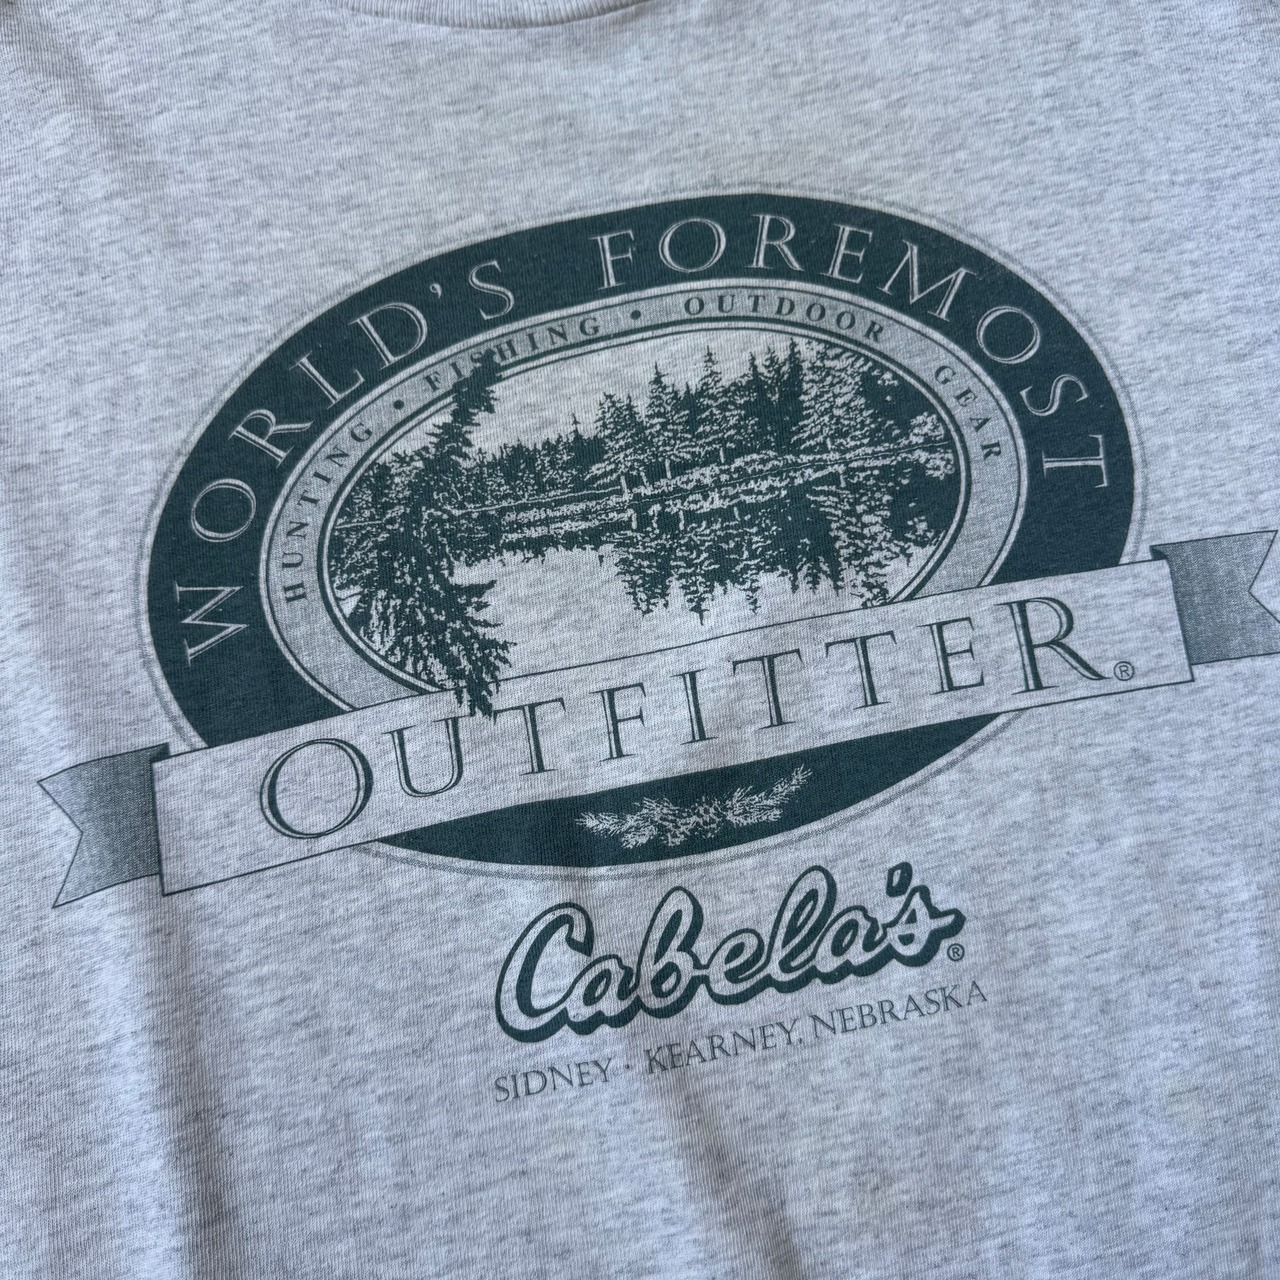 WORLD'S FOREMOST
HUNTING • FISHING • OUTDOOR GEAR
OUTFITTER®
Cabela's®
SIDNEY · KEARNEY, NEBRASKA